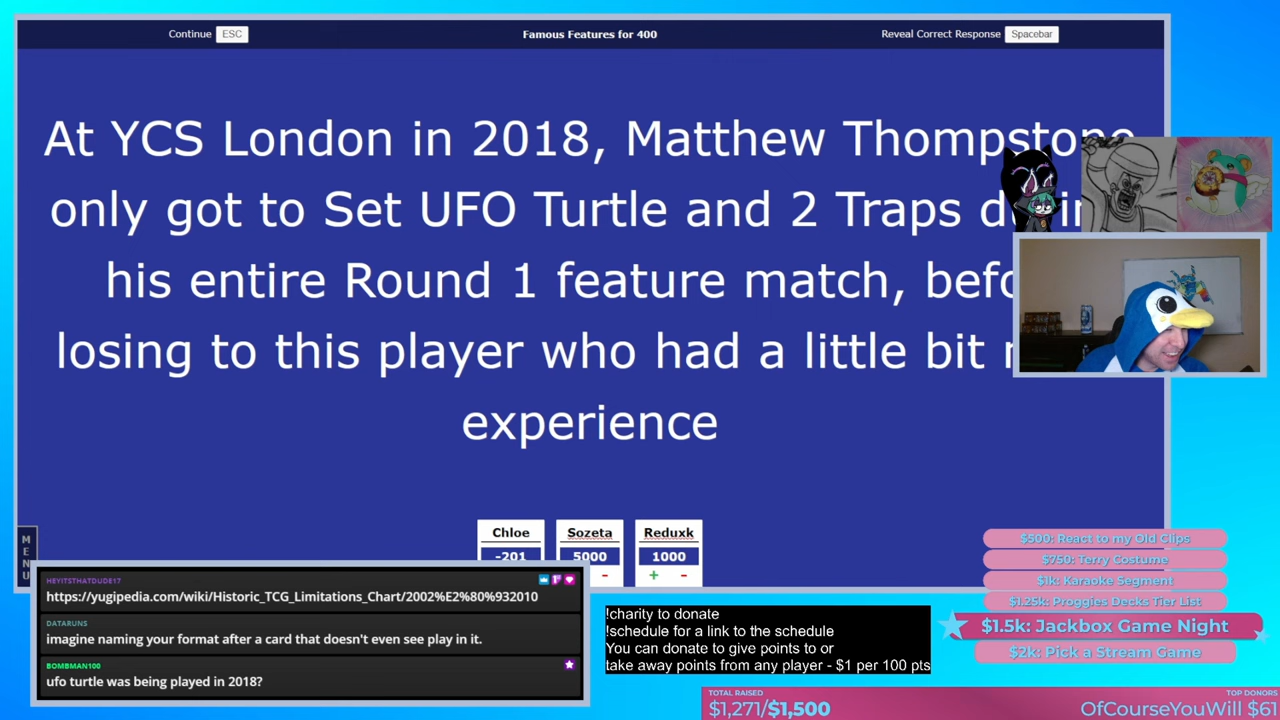 Continue ESC
Famous Features for 400
Reveal Correct Response Spacebar
At YCS London in 2018, Matthew Thompstone
only got to Set UFO Turtle and 2 Traps
his entire Round 1 feature match,
losing to this player who had a little bit
experience
MENU
Chloe Sozeta Reduxk
-201 5000 1000
- + -
HEYITSTHATDUDE17
https://yugipedia.com/wiki/Historic_TCG_Limitations_Chart/2002%E2%80%932010
DATARUNS
imagine naming your format after a card that doesn't even see play in it.
BOMBMAN100
ufo turtle was being played in 2018?
!charity to donate
!schedule for a link to the schedule
You can donate to give points to or
take away points from any player - $1 per 100 pts
$500: React to my Old Clips
$750: Terry Costume
$1k: Karaoke Segment
$1.25k: Proggies Decks Tier List
$1.5k: Jackbox Game Night
$2k: Pick a Stream Game
TOTAL RAISED
$1,271/$1,500
TOP DONORS
OfCourseYouWill $61